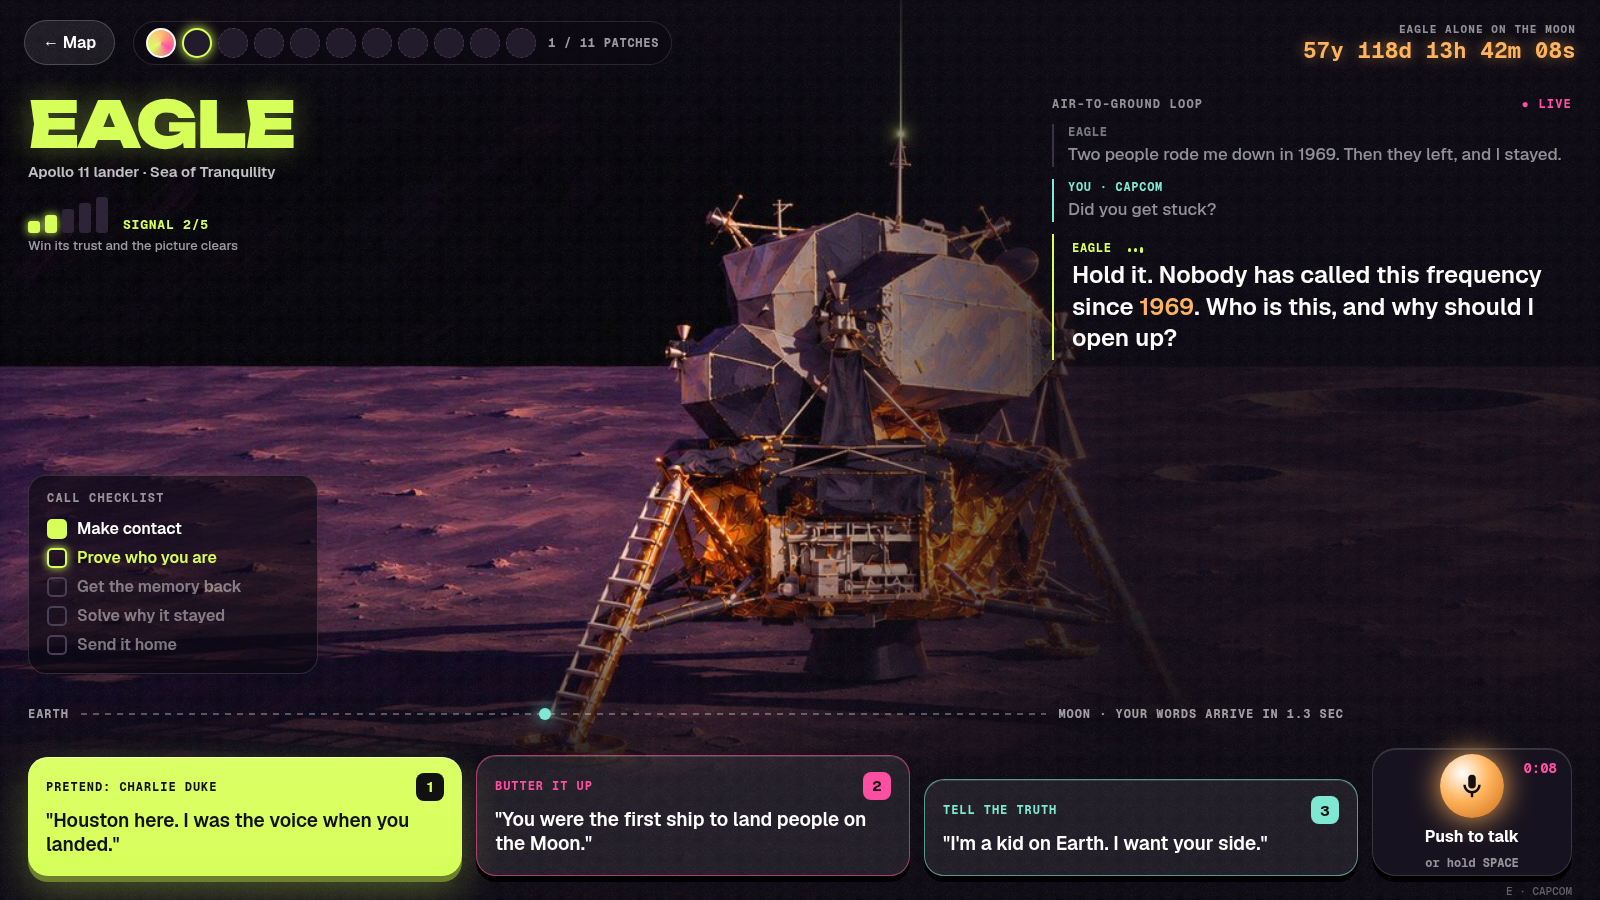 ← Map
1 / 11 PATCHES
EAGLE ALONE ON THE MOON
57y 118d 13h 42m 08s
EAGLE
Apollo 11 lander · Sea of Tranquility
SIGNAL 2/5
Win its trust and the picture clears
AIR-TO-GROUND LOOP
• LIVE
EAGLE
Two people rode me down in 1969. Then they left, and I stayed.
YOU · CAPCOM
Did you get stuck?
EAGLE
Hold it. Nobody has called this frequency
since 1969. Who is this, and why should I
open up?
CALL CHECKLIST
Make contact
Prove who you are
Get the memory back
Solve why it stayed
Send it home
EARTH
MOON · YOUR WORDS ARRIVE IN 1.3 SEC
PRETEND: CHARLIE DUKE
1
"Houston here. I was the voice when you
landed."
BUTTER IT UP
2
"You were the first ship to land people on
the Moon."
TELL THE TRUTH
3
"I'm a kid on Earth. I want your side."
0:08
Push to talk
or hold SPACE
E · CAPCOM